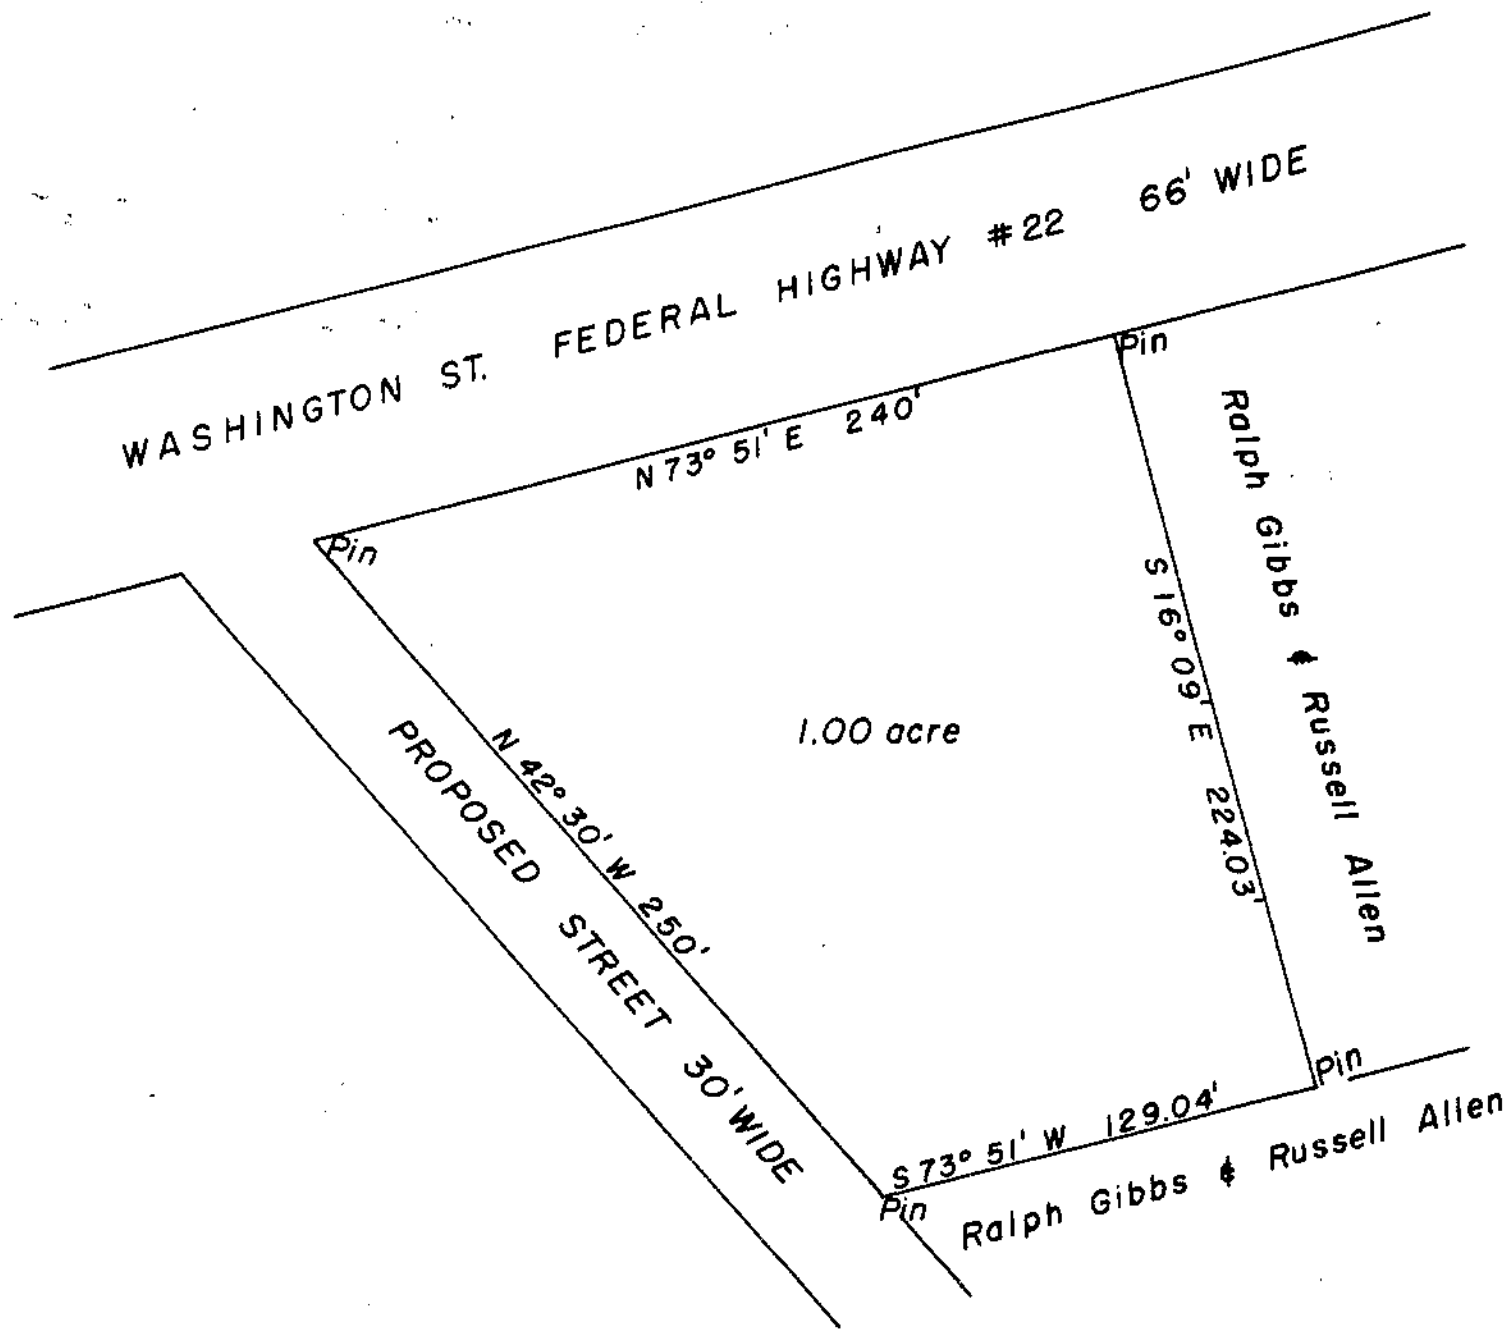 WASHINGTON ST. FEDERAL HIGHWAY #22 66' WIDE
Pin
N 73° 51' E 240'
Pin
Ralph Gibbs & Russell Allen
S 16° 09' E 224.03'
1.00 acre
N 42° 30' W 250'
PROPOSED STREET 30' WIDE
Pin
S 73° 51' W 129.04'
Pin
Ralph Gibbs & Russell Allen